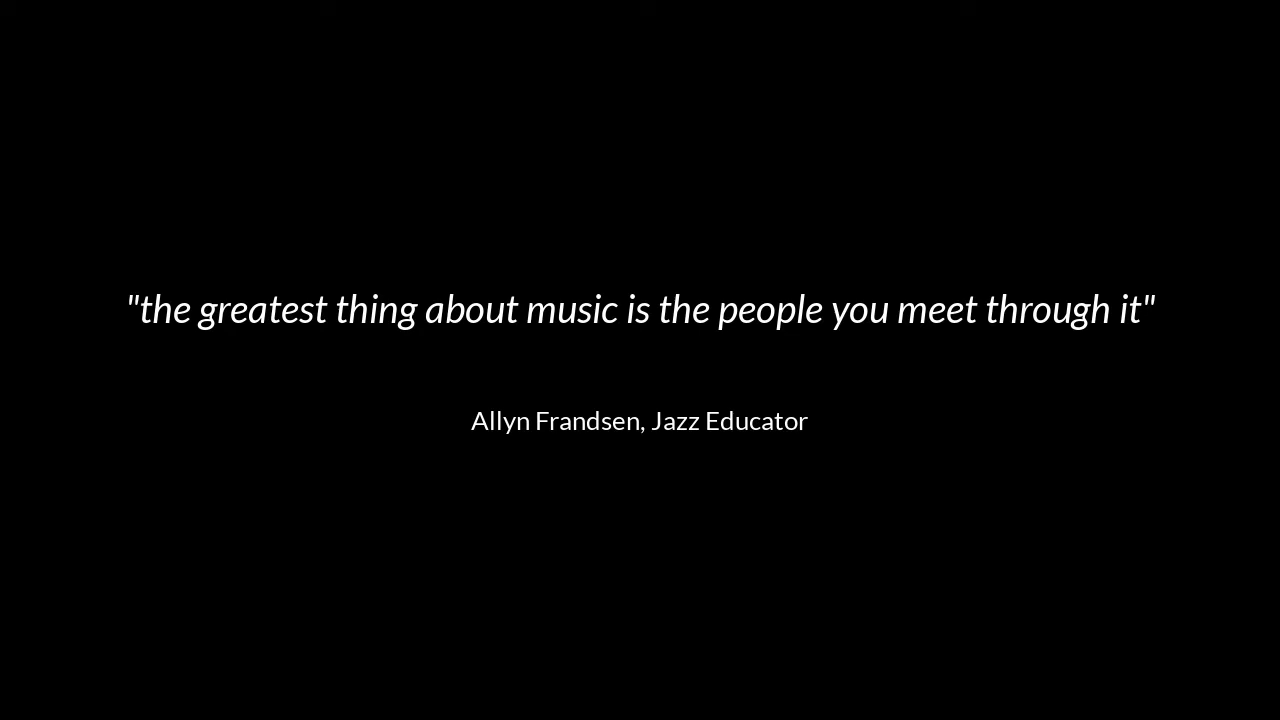 "the greatest thing about music is the people you meet through it"
Allyn Frandsen, Jazz Educator